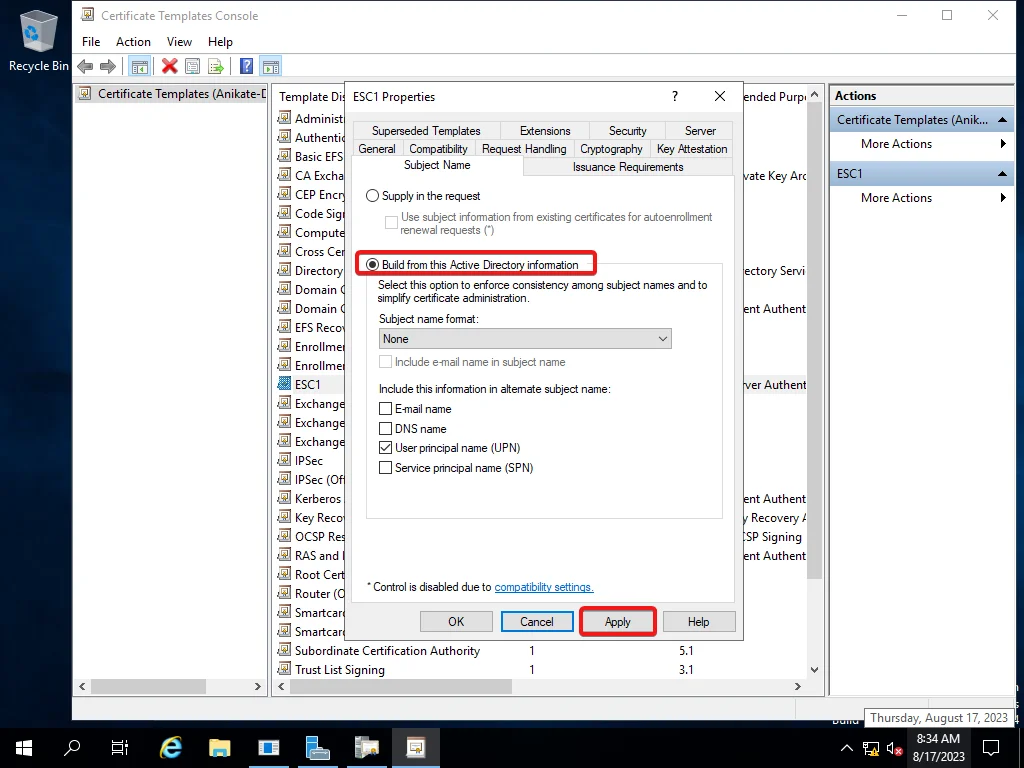 Recycle Bin
Certificate Templates Console
File Action View Help
Certificate Templates (Anikate-D
Template Dis
ended Purp
Administ
Authentic
Basic EFS
CA Excha
vate Key Arc
CEP Encry
Code Sign
Compute
Cross Cer
Directory
ectory Servi
Domain C
Domain C
ent Authent
EFS Recov
Enrollmen
Enrollmen
ESC1
ver Authent
Exchange
Exchange
Exchange
IPSec
IPSec (Off
Kerberos
ent Authent
Key Recov
y Recovery A
OCSP Res
CSP Signing
RAS and I
ent Authent
Root Cert
Router (O
Smartcard
Smartcard
Subordinate Certification Authority 1 5.1
Trust List Signing 1 3.1
ESC1 Properties ?
Superseded Templates Extensions Security Server
General Compatibility Request Handling Cryptography Key Attestation
Subject Name Issuance Requirements
Supply in the request
Use subject information from existing certificates for autoenrollment
renewal requests (*)
Build from this Active Directory information
Select this option to enforce consistency among subject names and to
simplify certificate administration.
Subject name format:
None
Include e-mail name in subject name
Include this information in alternate subject name:
E-mail name
DNS name
User principal name (UPN)
Service principal name (SPN)
* Control is disabled due to compatibility settings.
OK Cancel Apply Help
Actions
Certificate Templates (Anik...
More Actions
ESC1
More Actions
Build
Thursday, August 17, 2023
8:34 AM
8/17/2023